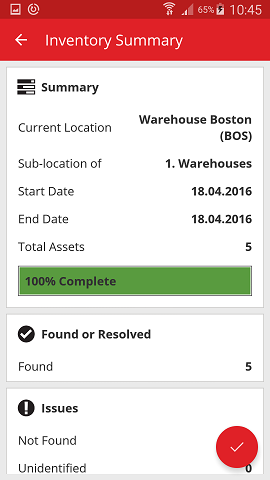 65% 10:45
Inventory Summary
Summary
Current Location Warehouse Boston
(BOS)
Sub-location of 1. Warehouses
Start Date 18.04.2016
End Date 18.04.2016
Total Assets 5
100% Complete
Found or Resolved
Found 5
Issues
Not Found
Unidentified 0